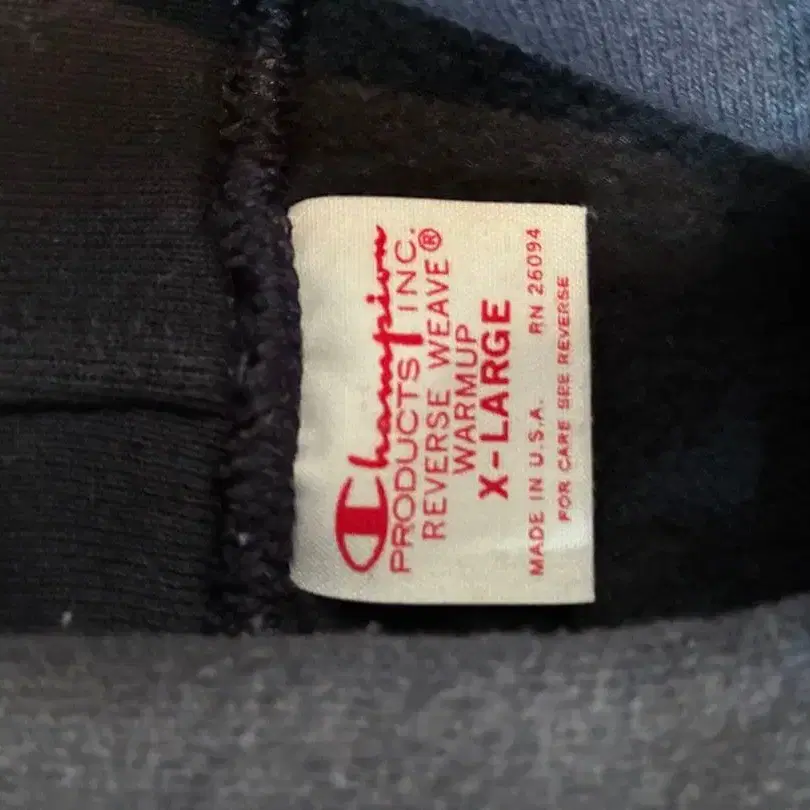 Champion
PRODUCTS INC.
REVERSE WEAVE®
WARMUP
X-LARGE
MADE IN U.S.A. RN 26094
FOR CARE SEE REVERSE